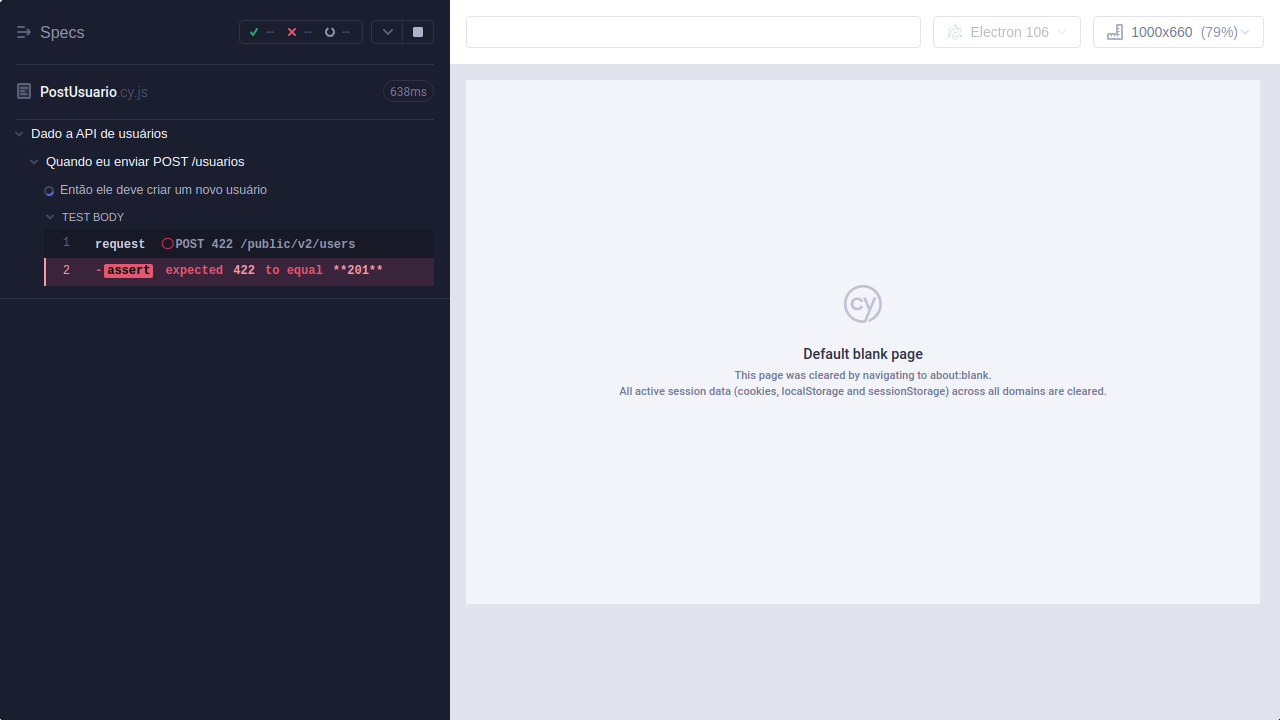 Specs -- -- --
PostUsuario cy.js 638ms
Dado a API de usuários
Quando eu enviar POST /usuarios
Então ele deve criar um novo usuário
TEST BODY
1 request POST 422 /public/v2/users
2 -assert expected 422 to equal **201**
Electron 106 1000x660 (79%)
cy
Default blank page
This page was cleared by navigating to about:blank.
All active session data (cookies, localStorage and sessionStorage) across all domains are cleared.